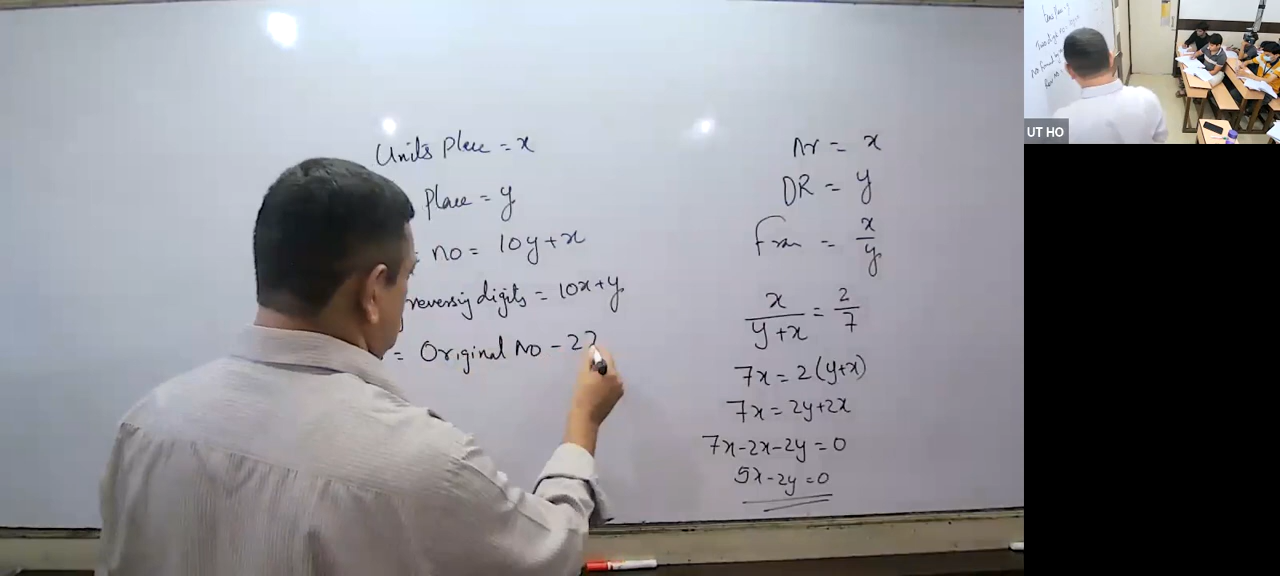 Units Place = x
Place = y
= no = 10y+x
reversing digits = 10x+y
= Original No - 27
Nr = x
DR = y
= x/y
x/(y+x) = 2/7
7x = 2(y+x)
7x = 2y+2x
7x-2x-2y=0
5x-2y=0
UT HO